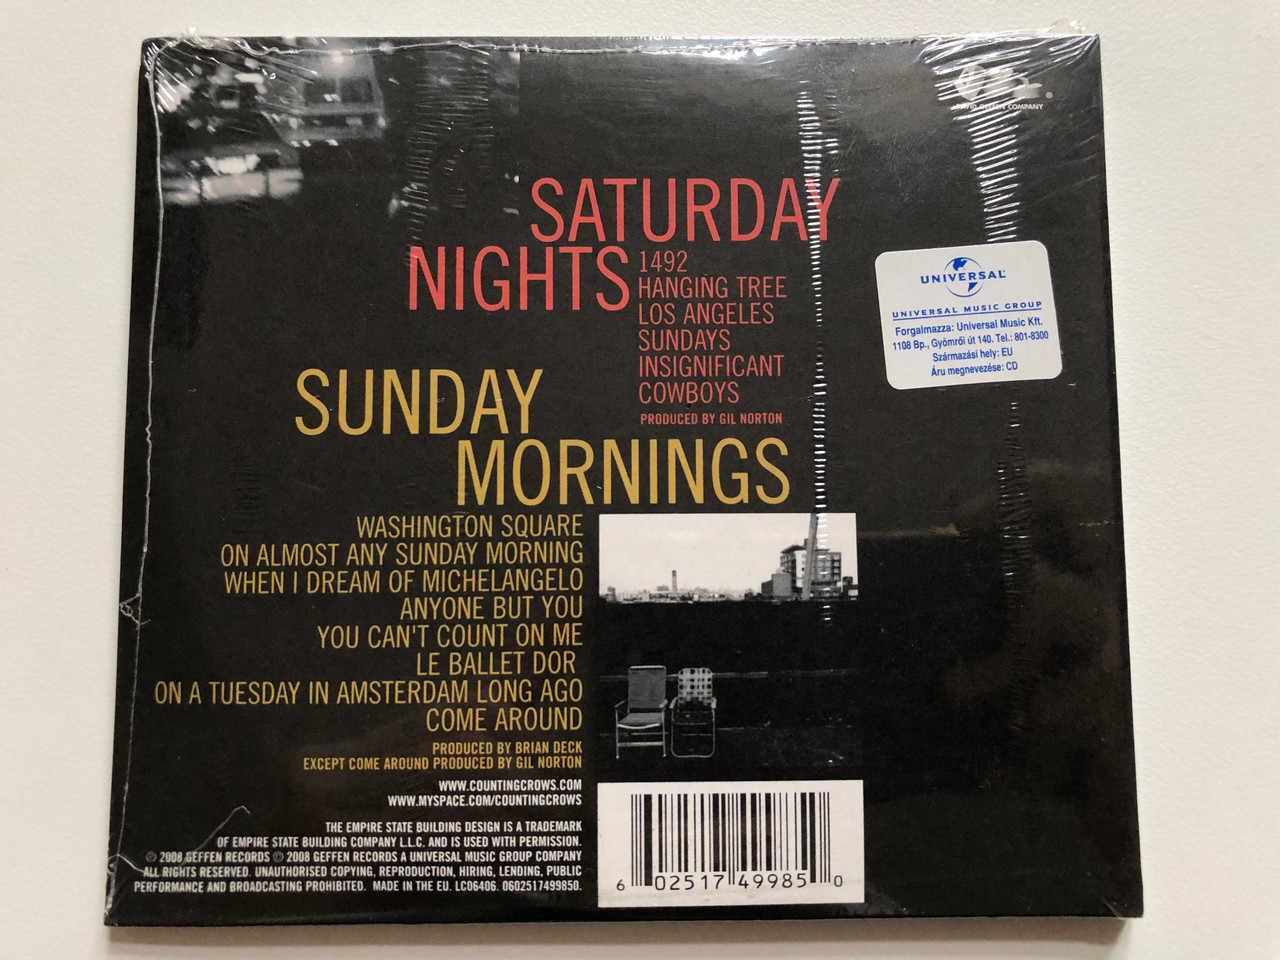 DAVID GEFFEN COMPANY
SATURDAY
NIGHTS
1492
HANGING TREE
LOS ANGELES
SUNDAYS
INSIGNIFICANT
COWBOYS
PRODUCED BY GIL NORTON
UNIVERSAL
UNIVERSAL MUSIC GROUP
Forgalmazza: Universal Music Kft.
1108 Bp., Gyömrői út 140. Tel.: 801-8300
Származási hely: EU
Áru megnevezése: CD
SUNDAY
MORNINGS
WASHINGTON SQUARE
ON ALMOST ANY SUNDAY MORNING
WHEN I DREAM OF MICHELANGELO
ANYONE BUT YOU
YOU CAN'T COUNT ON ME
LE BALLET DOR
ON A TUESDAY IN AMSTERDAM LONG AGO
COME AROUND
PRODUCED BY BRIAN DECK
EXCEPT COME AROUND PRODUCED BY GIL NORTON
WWW.COUNTINGCROWS.COM
WWW.MYSPACE.COM/COUNTINGCROWS
THE EMPIRE STATE BUILDING DESIGN IS A TRADEMARK
OF EMPIRE STATE BUILDING COMPANY L.L.C. AND IS USED WITH PERMISSION.
℗ 2008 GEFFEN RECORDS © 2008 GEFFEN RECORDS A UNIVERSAL MUSIC GROUP COMPANY
ALL RIGHTS RESERVED. UNAUTHORISED COPYING, REPRODUCTION, HIRING, LENDING, PUBLIC
PERFORMANCE AND BROADCASTING PROHIBITED. MADE IN THE EU. LC06406. 0602517499850.
6 02517 49985 0